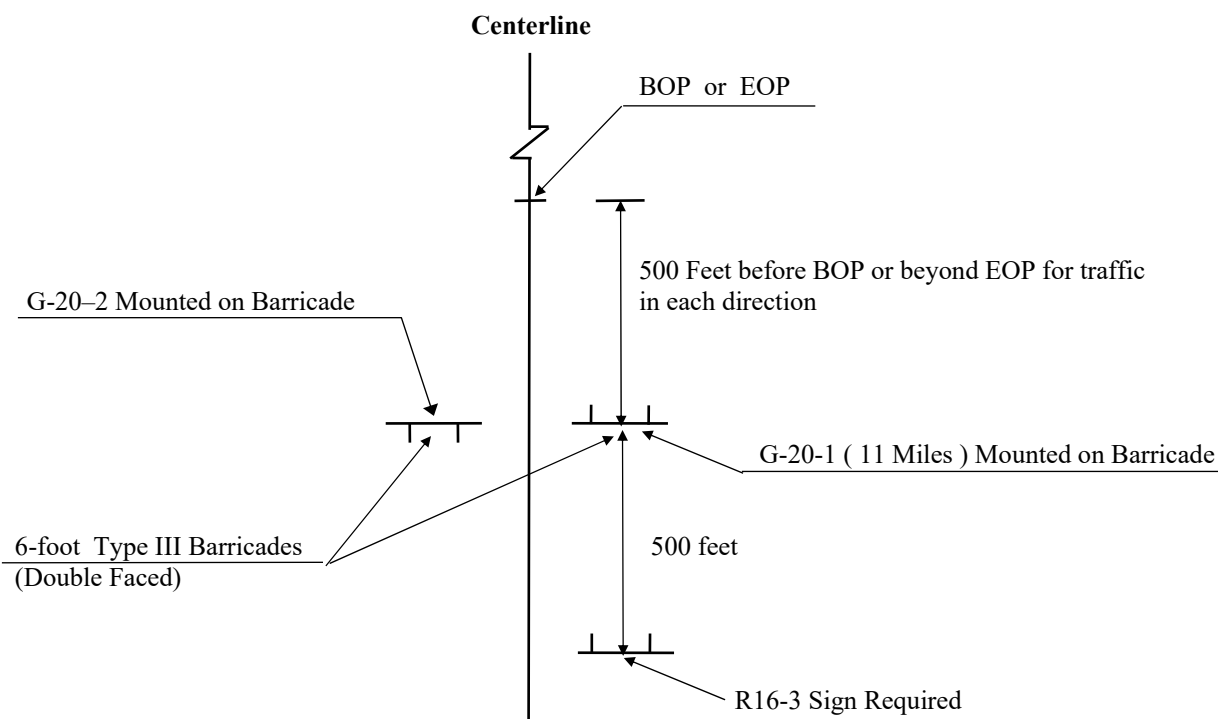 Centerline
BOP or EOP
500 Feet before BOP or beyond EOP for traffic
in each direction
G-20–2 Mounted on Barricade
G-20-1 ( 11 Miles ) Mounted on Barricade
6-foot Type III Barricades
(Double Faced)
500 feet
R16-3 Sign Required